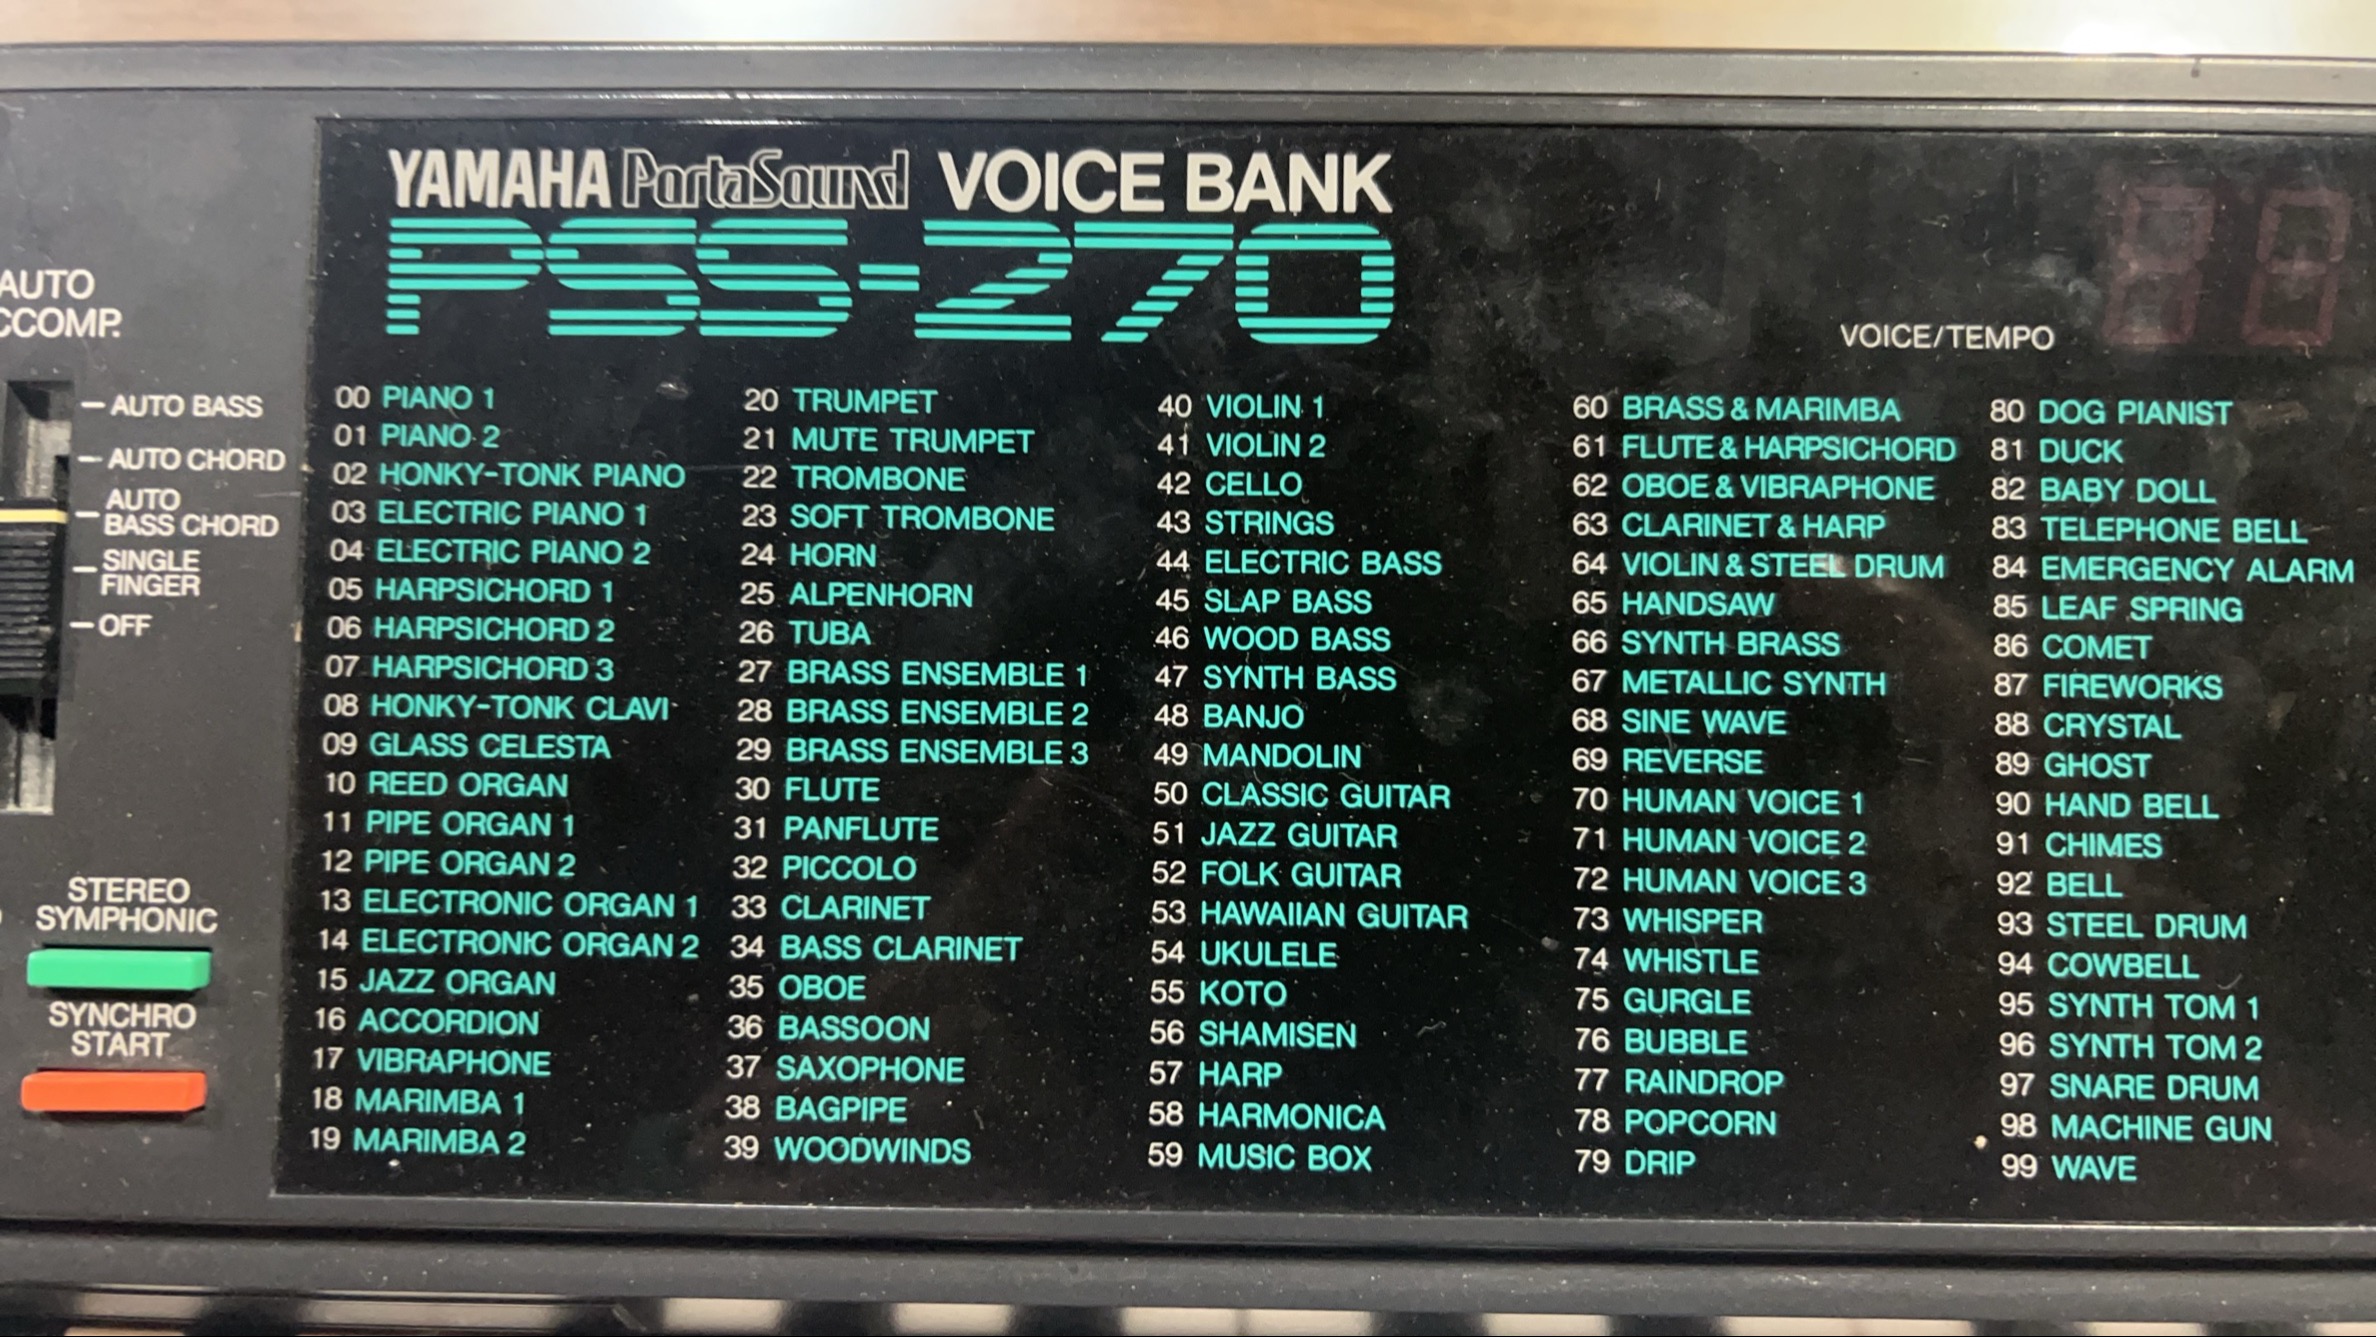 YAMAHA PortaSound VOICE BANK
PSS-270
VOICE/TEMPO
AUTO
CCOMP.
AUTO BASS
AUTO CHORD
AUTO
BASS CHORD
SINGLE
FINGER
OFF
STEREO
SYMPHONIC
SYNCHRO
START
00 PIANO 1
01 PIANO 2
02 HONKY-TONK PIANO
03 ELECTRIC PIANO 1
04 ELECTRIC PIANO 2
05 HARPSICHORD 1
06 HARPSICHORD 2
07 HARPSICHORD 3
08 HONKY-TONK CLAVI
09 GLASS CELESTA
10 REED ORGAN
11 PIPE ORGAN 1
12 PIPE ORGAN 2
13 ELECTRONIC ORGAN 1
14 ELECTRONIC ORGAN 2
15 JAZZ ORGAN
16 ACCORDION
17 VIBRAPHONE
18 MARIMBA 1
19 MARIMBA 2
20 TRUMPET
21 MUTE TRUMPET
22 TROMBONE
23 SOFT TROMBONE
24 HORN
25 ALPENHORN
26 TUBA
27 BRASS ENSEMBLE 1
28 BRASS ENSEMBLE 2
29 BRASS ENSEMBLE 3
30 FLUTE
31 PANFLUTE
32 PICCOLO
33 CLARINET
34 BASS CLARINET
35 OBOE
36 BASSOON
37 SAXOPHONE
38 BAGPIPE
39 WOODWINDS
40 VIOLIN 1
41 VIOLIN 2
42 CELLO
43 STRINGS
44 ELECTRIC BASS
45 SLAP BASS
46 WOOD BASS
47 SYNTH BASS
48 BANJO
49 MANDOLIN
50 CLASSIC GUITAR
51 JAZZ GUITAR
52 FOLK GUITAR
53 HAWAIIAN GUITAR
54 UKULELE
55 KOTO
56 SHAMISEN
57 HARP
58 HARMONICA
59 MUSIC BOX
60 BRASS & MARIMBA
61 FLUTE & HARPSICHORD
62 OBOE & VIBRAPHONE
63 CLARINET & HARP
64 VIOLIN & STEEL DRUM
65 HANDSAW
66 SYNTH BRASS
67 METALLIC SYNTH
68 SINE WAVE
69 REVERSE
70 HUMAN VOICE 1
71 HUMAN VOICE 2
72 HUMAN VOICE 3
73 WHISPER
74 WHISTLE
75 GURGLE
76 BUBBLE
77 RAINDROP
78 POPCORN
79 DRIP
80 DOG PIANIST
81 DUCK
82 BABY DOLL
83 TELEPHONE BELL
84 EMERGENCY ALARM
85 LEAF SPRING
86 COMET
87 FIREWORKS
88 CRYSTAL
89 GHOST
90 HAND BELL
91 CHIMES
92 BELL
93 STEEL DRUM
94 COWBELL
95 SYNTH TOM 1
96 SYNTH TOM 2
97 SNARE DRUM
98 MACHINE GUN
99 WAVE